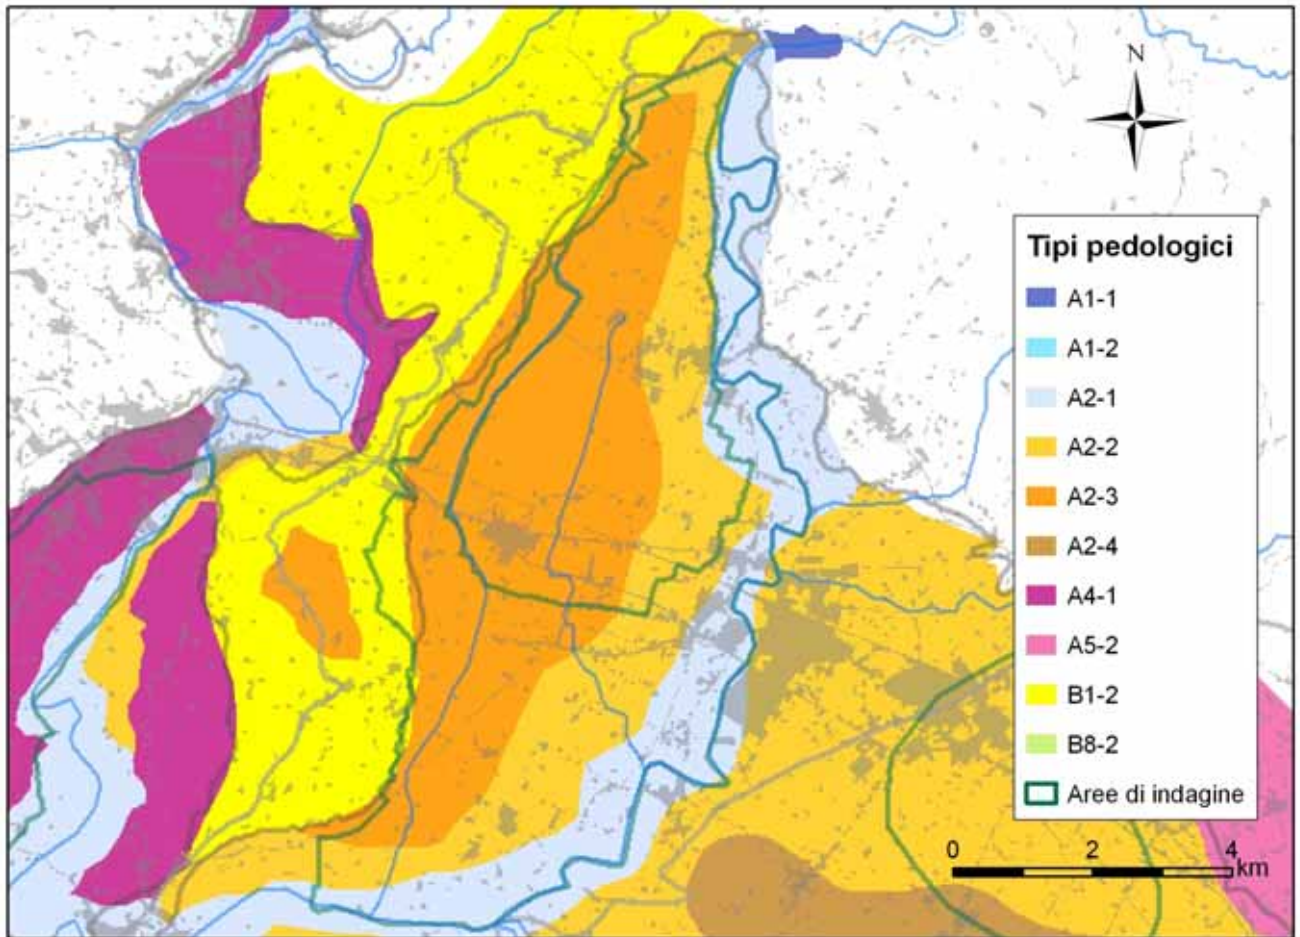 N
Tipi pedologici
A1-1
A1-2
A2-1
A2-2
A2-3
A2-4
A4-1
A5-2
B1-2
B8-2
Aree di indagine
0 2 4
km